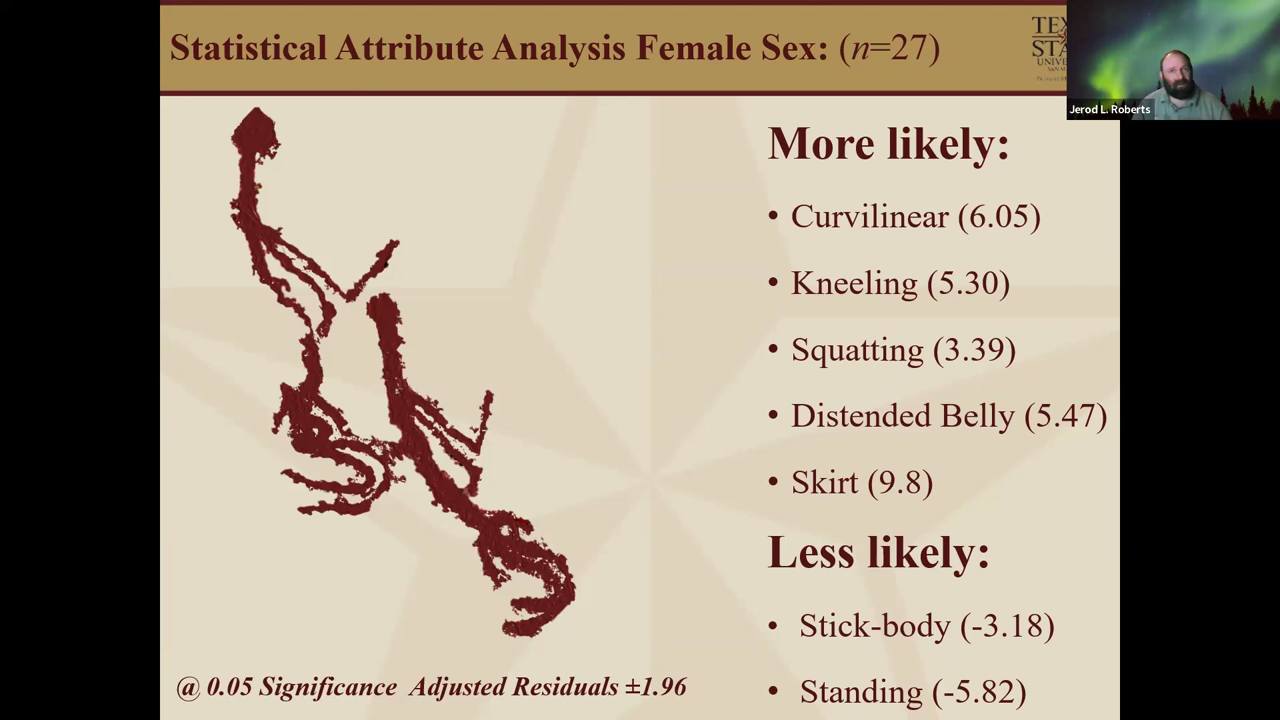 Statistical Attribute Analysis Female Sex: (n=27)
Jerod L. Roberts
More likely:
• Curvilinear (6.05)
• Kneeling (5.30)
• Squatting (3.39)
• Distended Belly (5.47)
• Skirt (9.8)
Less likely:
• Stick-body (-3.18)
• Standing (-5.82)
@ 0.05 Significance Adjusted Residuals ±1.96